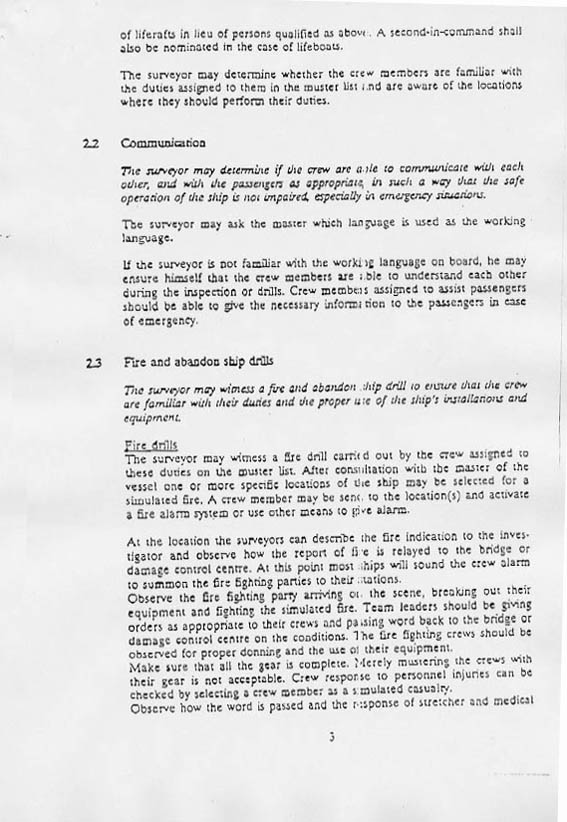 of liferafts in lieu of persons qualified as above. A second-in-command shall
also be nominated in the case of lifeboats.
The surveyor may determine whether the crew members are familiar with
the duties assigned to them in the muster list and are aware of the locations
where they should perform their duties.
2.2 Communication
The surveyor may determine if the crew are able to communicate with each
other, and with the passengers as appropriate, in such a way that the safe
operation of the ship is not impaired, especially in emergency situations.
The surveyor may ask the master which language is used as the working
language.
If the surveyor is not familiar with the working language on board, he may
ensure himself that the crew members are able to understand each other
during the inspection or drills. Crew members assigned to assist passengers
should be able to give the necessary information to the passengers in case
of emergency.
2.3 Fire and abandon ship drills
The surveyor may witness a fire and abandon ship drill to ensure that the crew
are familiar with their duties and the proper use of the ship's installations and
equipment.
Fire drills
The surveyor may witness a fire drill carried out by the crew assigned to
these duties on the muster list. After consultation with the master of the
vessel one or more specific locations of the ship may be selected for a
simulated fire. A crew member may be sent to the location(s) and activate
a fire alarm system or use other means to give alarm.
At the location the surveyors can describe the fire indication to the inves-
tigator and observe how the report of fire is relayed to the bridge or
damage control centre. At this point most ships will sound the crew alarm
to summon the fire fighting parties to their stations.
Observe the fire fighting party arriving on the scene, breaking out their
equipment and fighting the simulated fire. Team leaders should be giving
orders as appropriate to their crews and passing word back to the bridge or
damage control centre on the conditions. The fire fighting crews should be
observed for proper donning and the use of their equipment.
Make sure that all the gear is complete. Merely mustering the crews with
their gear is not acceptable. Crew response to personnel injuries can be
checked by selecting a crew member as a simulated casualty.
Observe how the word is passed and the response of stretcher and medical
3